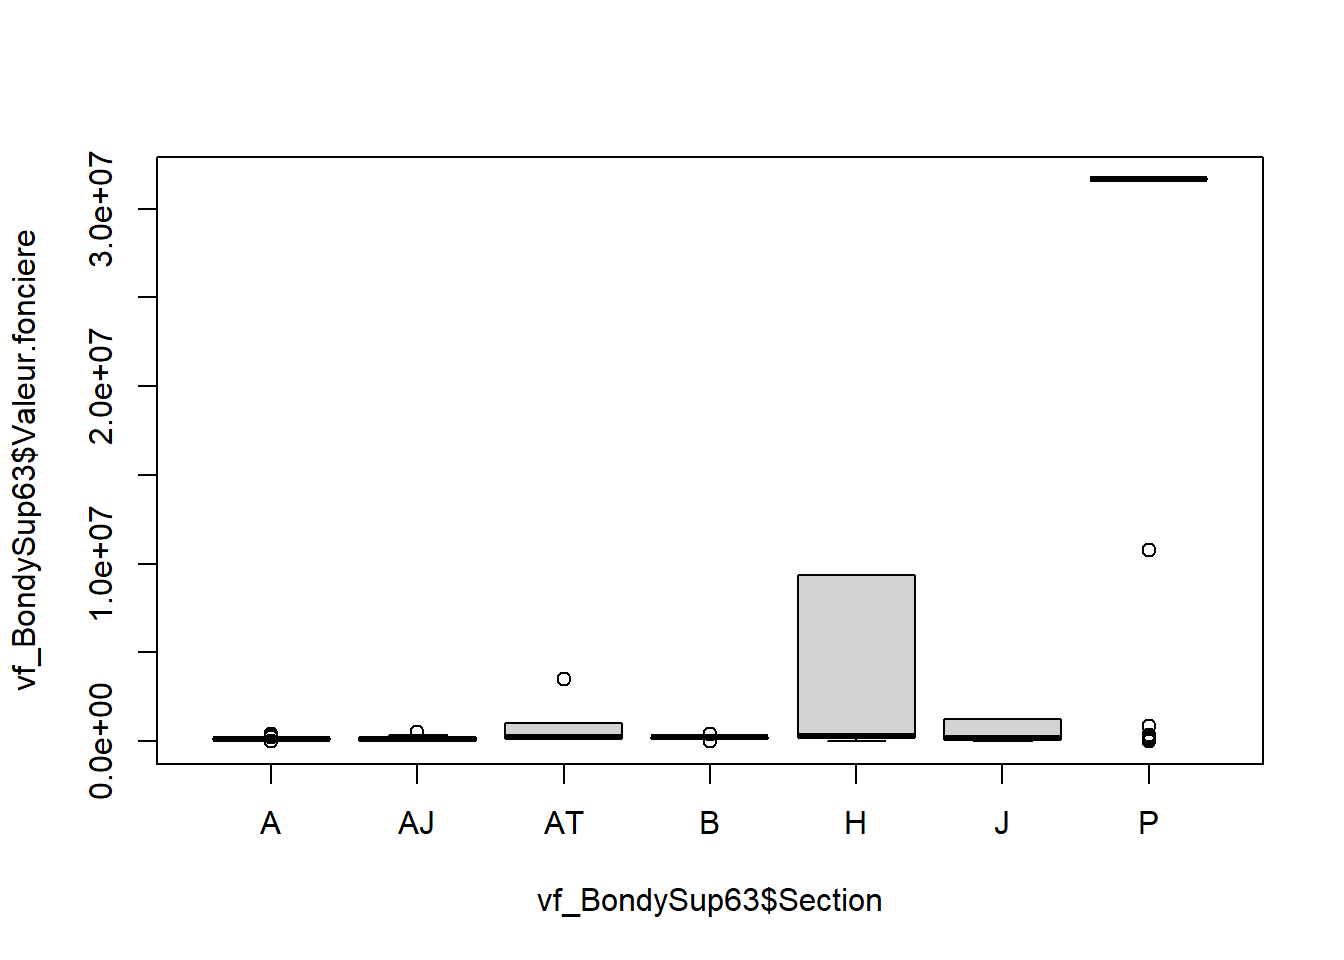 vf_BondySup63$Valeur.fonciere
3.0e+07
2.0e+07
1.0e+07
0.0e+00
A AJ AT B H J P
vf_BondySup63$Section